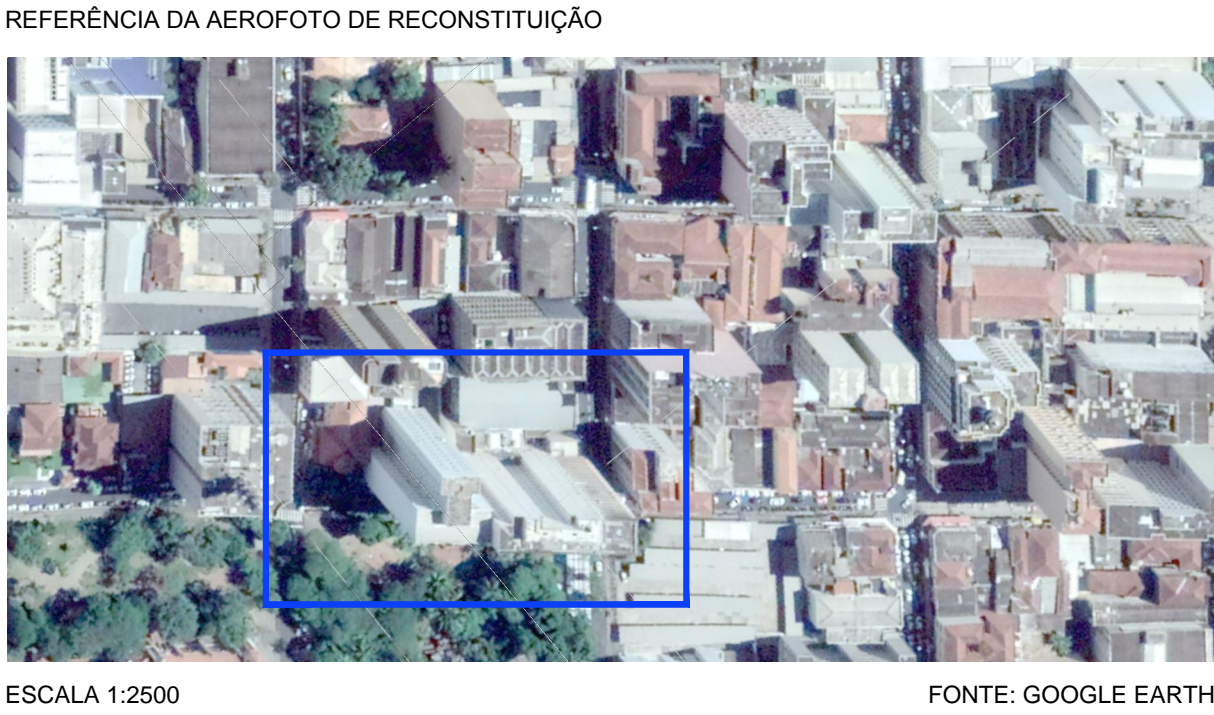 REFERÊNCIA DA AEROFOTO DE RECONSTITUIÇÃO
ESCALA 1:2500
FONTE: GOOGLE EARTH